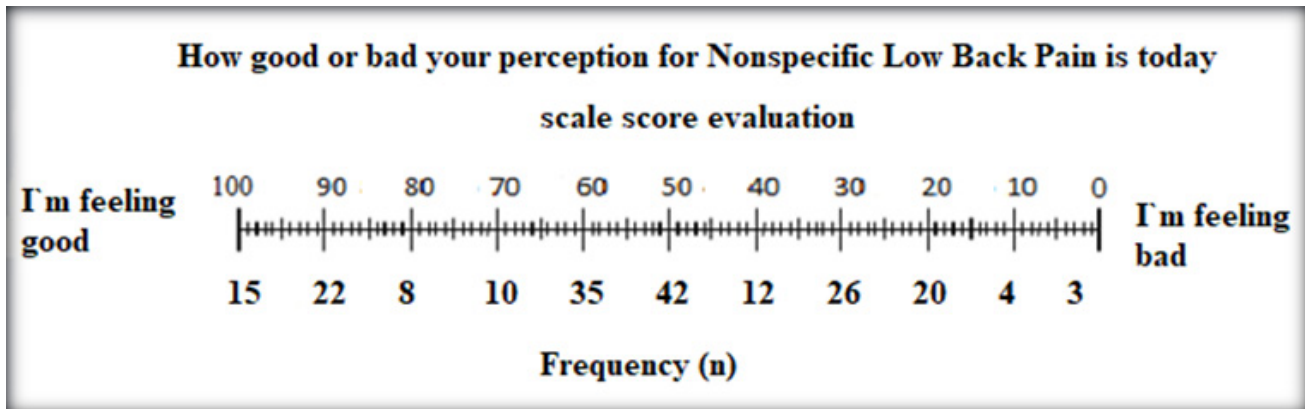 How good or bad your perception for Nonspecific Low Back Pain is today
scale score evaluation
I`m feeling
good
100 90 80 70 60 50 40 30 20 10 0
I`m feeling
bad
15 22 8 10 35 42 12 26 20 4 3
Frequency (n)